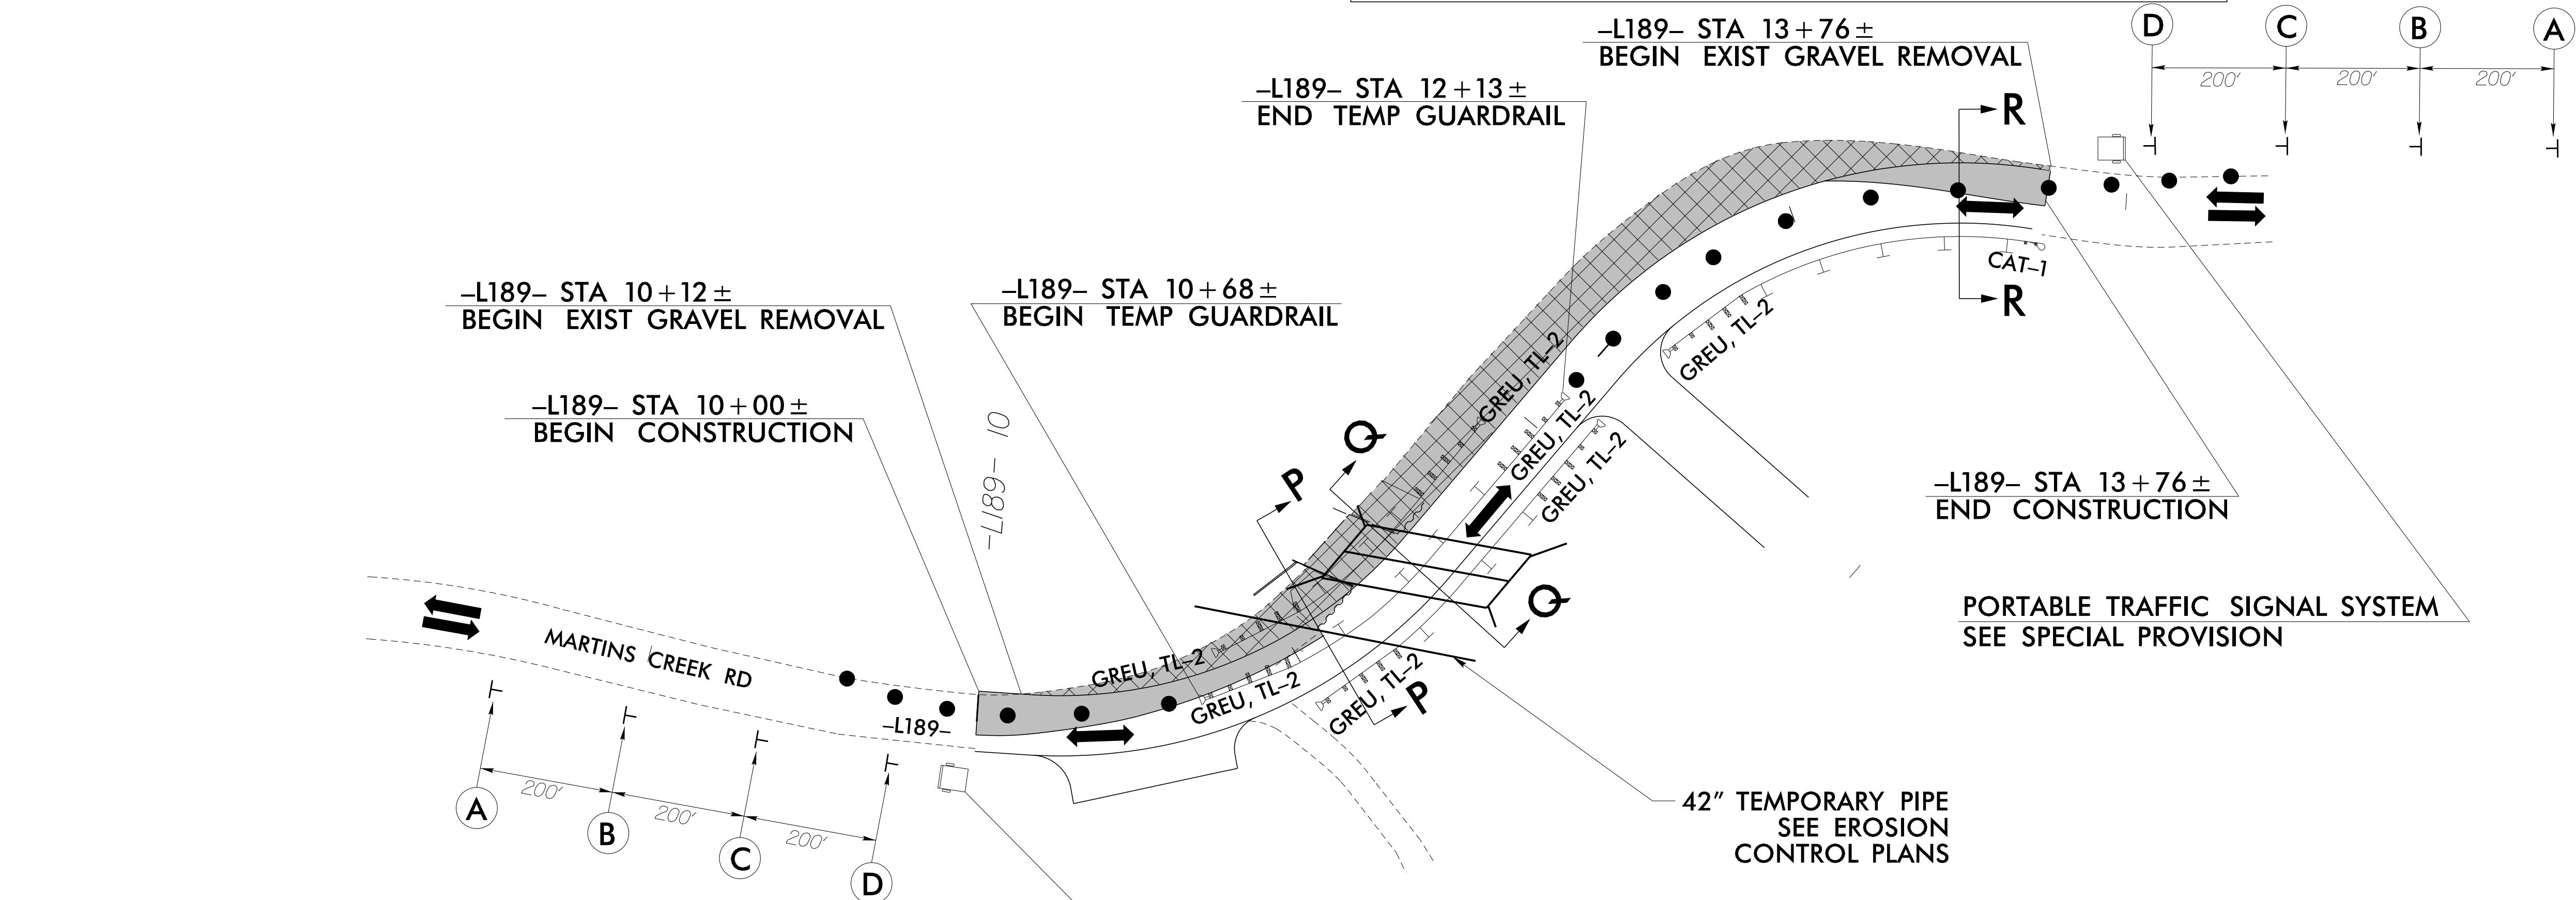 –L189– STA 13+76±
BEGIN EXIST GRAVEL REMOVAL
D
C
B
A
200'
200'
200'
–L189– STA 12+13±
END TEMP GUARDRAIL
R
R
CAT–1
–L189– STA 10+12±
BEGIN EXIST GRAVEL REMOVAL
–L189– STA 10+68±
BEGIN TEMP GUARDRAIL
–L189– STA 10+00±
BEGIN CONSTRUCTION
–L189– 10
GREU, TL–2
GREU, TL–2
GREU, TL–2
GREU, TL–2
P
Q
Q
P
–L189– STA 13+76±
END CONSTRUCTION
PORTABLE TRAFFIC SIGNAL SYSTEM
SEE SPECIAL PROVISION
MARTINS CREEK RD
–L189–
GREU, TL–2
GREU, TL–2
GREU, TL–2
A
B
C
D
200'
200'
200'
42" TEMPORARY PIPE
SEE EROSION
CONTROL PLANS